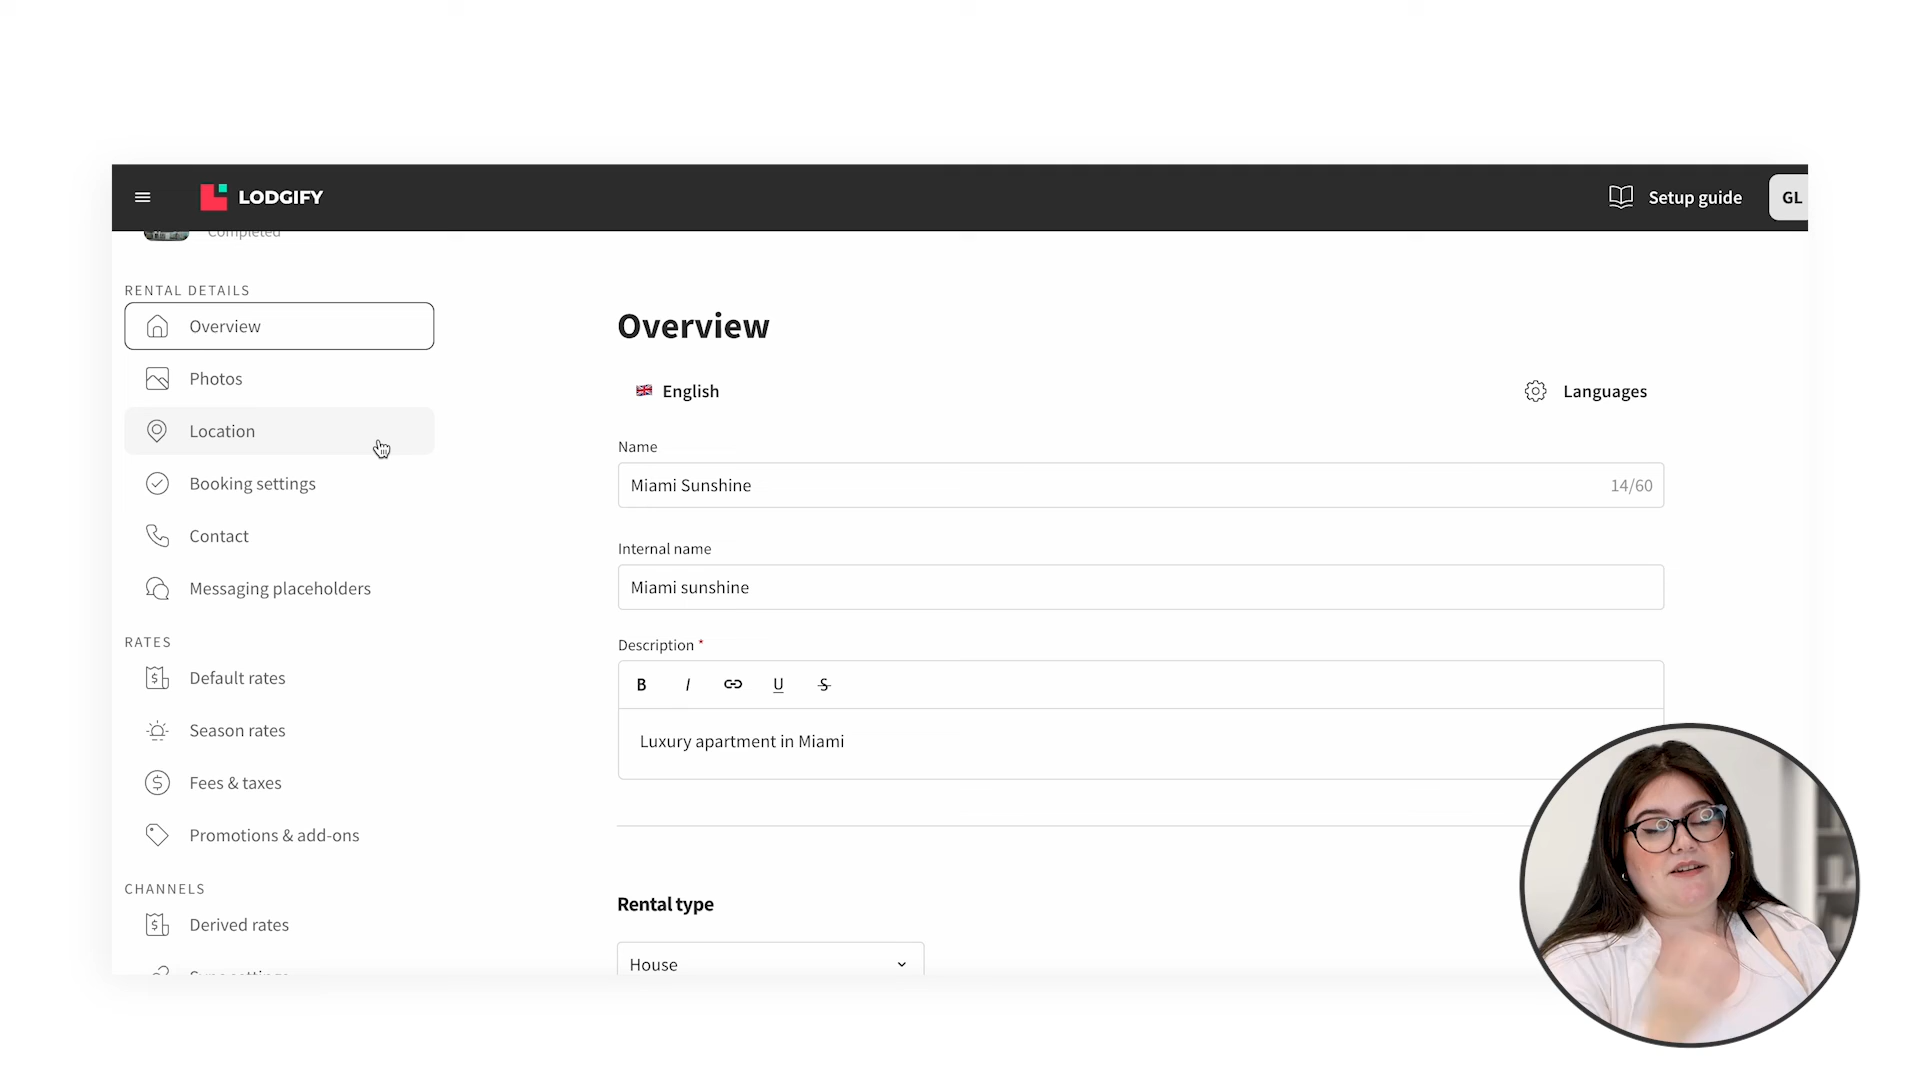 LODGIFY
Setup guide
GL
Completed
RENTAL DETAILS
Overview
Photos
Location
Booking settings
Contact
Messaging placeholders
RATES
Default rates
Season rates
Fees & taxes
Promotions & add-ons
CHANNELS
Derived rates
Overview
English
Languages
Name
Miami Sunshine
14/60
Internal name
Miami sunshine
Description *
B I U S
Luxury apartment in Miami
Rental type
House